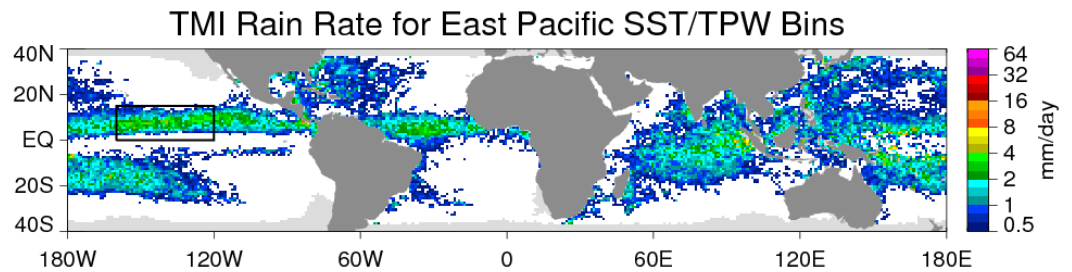 TMI Rain Rate for East Pacific SST/TPW Bins
40N
20N
EQ
20S
40S
180W
120W
60W
0
60E
120E
180E
64
32
16
8
4
2
1
0.5
mm/day